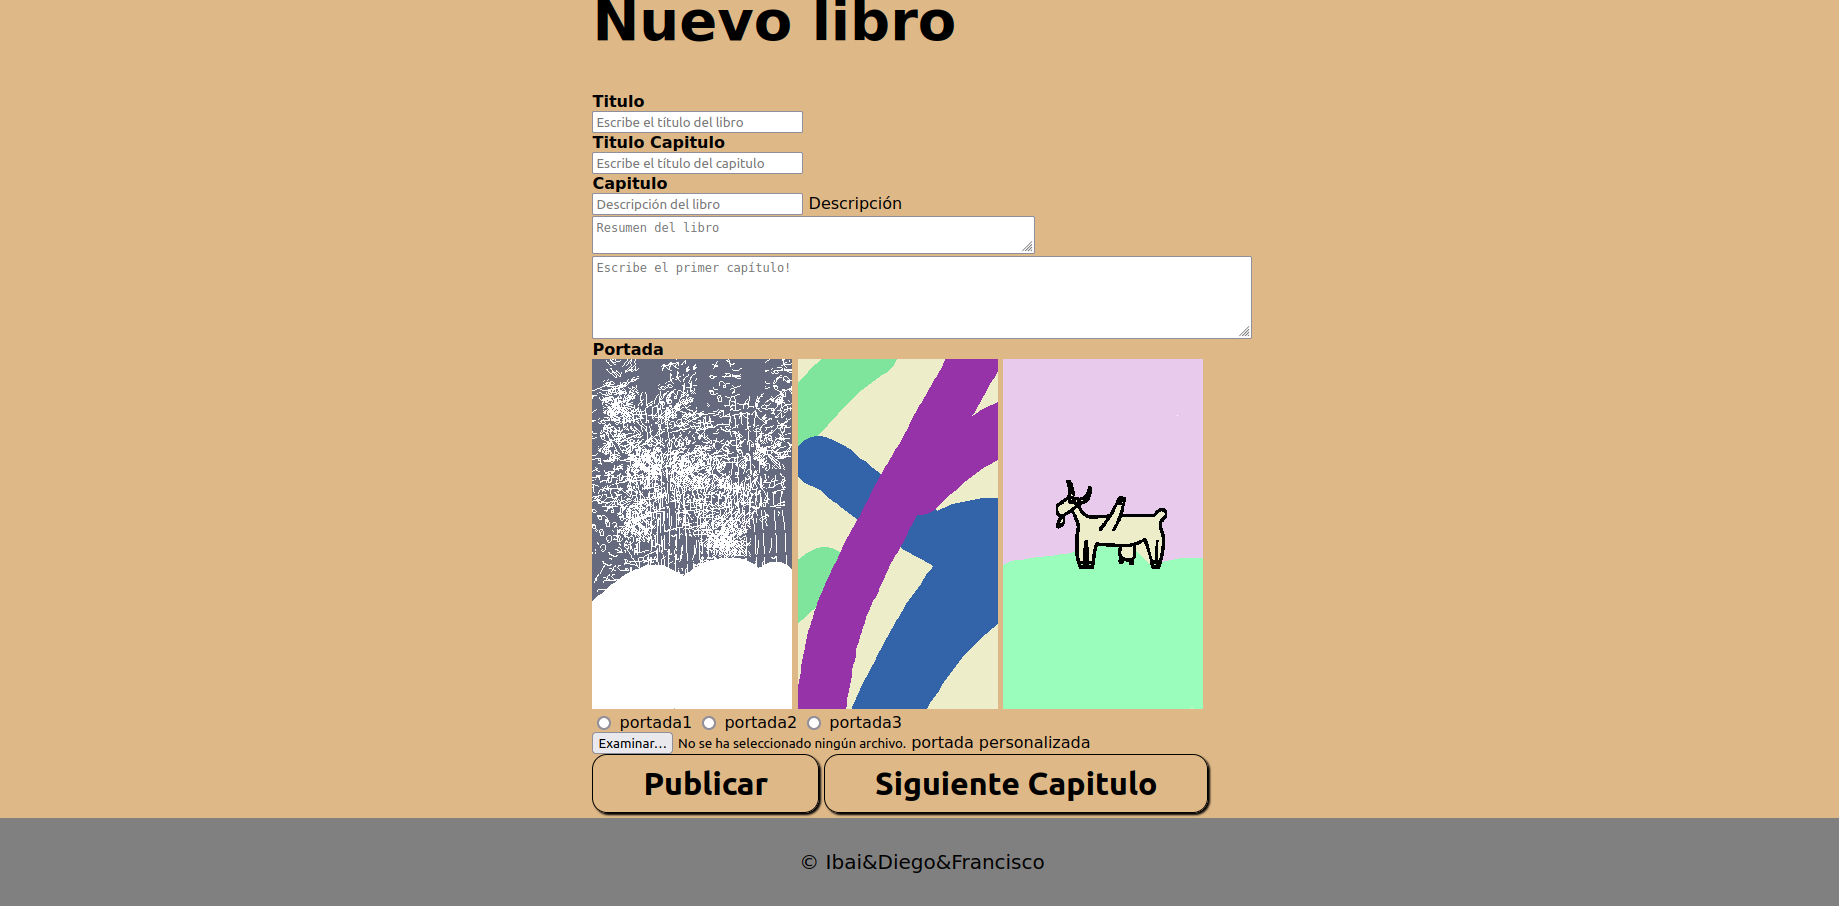 Nuevo libro
Titulo
Escribe el título del libro
Titulo Capitulo
Escribe el título del capitulo
Capitulo
Descripción del libro Descripción
Resumen del libro
Escribe el primer capítulo!
Portada
portada1 portada2 portada3
Examinar... No se ha seleccionado ningún archivo. portada personalizada
Publicar Siguiente Capitulo
© Ibai&Diego&Francisco